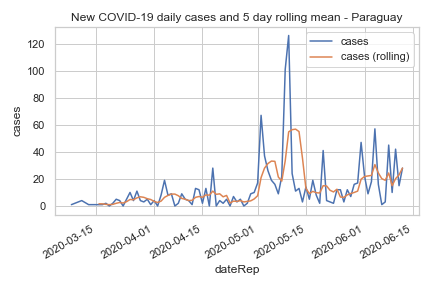 New COVID-19 daily cases and 5 day rolling mean - Paraguay
cases
cases (rolling)
120
100
80
60
40
20
0
cases
2020-03-15
2020-04-01
2020-04-15
2020-05-01
2020-05-15
2020-06-01
2020-06-15
dateRep